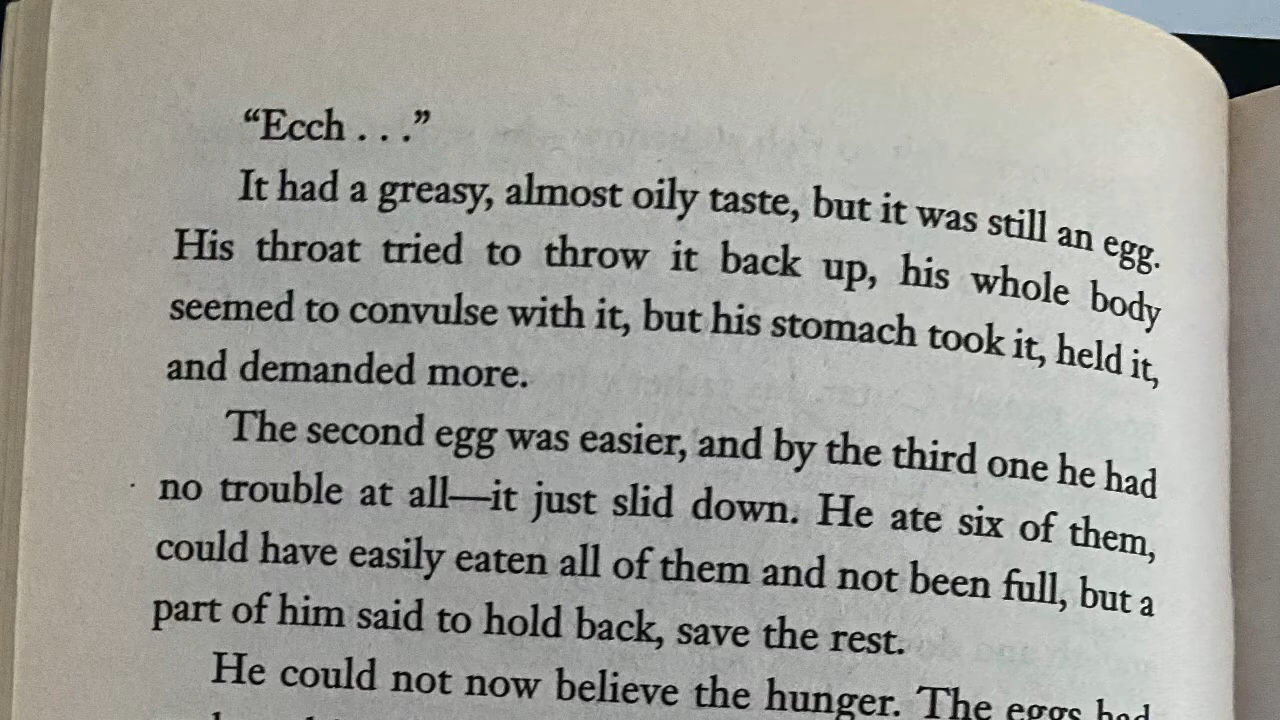 “Ecch . . .”
It had a greasy, almost oily taste, but it was still an egg.
His throat tried to throw it back up, his whole body
seemed to convulse with it, but his stomach took it, held it,
and demanded more.
The second egg was easier, and by the third one he had
no trouble at all—it just slid down. He ate six of them,
could have easily eaten all of them and not been full, but a
part of him said to hold back, save the rest.
He could not now believe the hunger. The eggs had